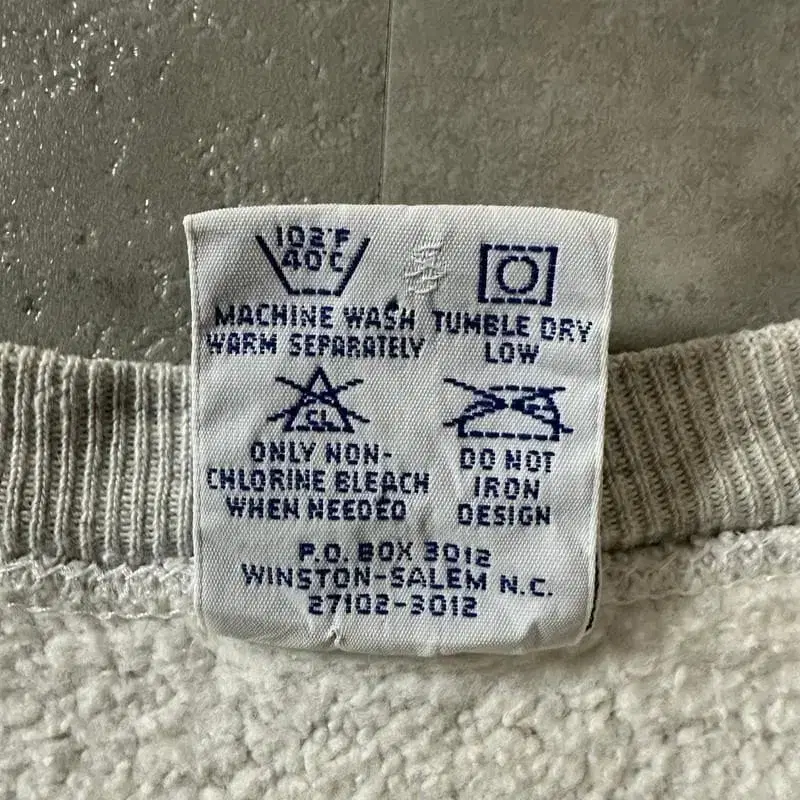 102°F
40°C
MACHINE WASH
WARM SEPARATELY
TUMBLE DRY
LOW
CL
ONLY NON-
CHLORINE BLEACH
WHEN NEEDED
DO NOT
IRON
DESIGN
P.O. BOX 3012
WINSTON-SALEM N.C.
27102-3012